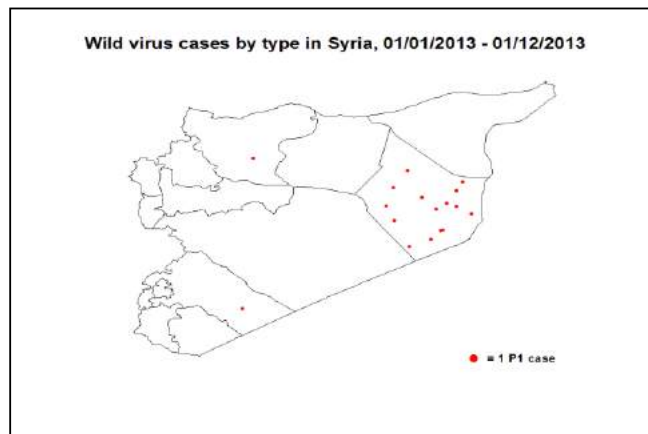 Wild virus cases by type in Syria, 01/01/2013 - 01/12/2013
= 1 P1 case